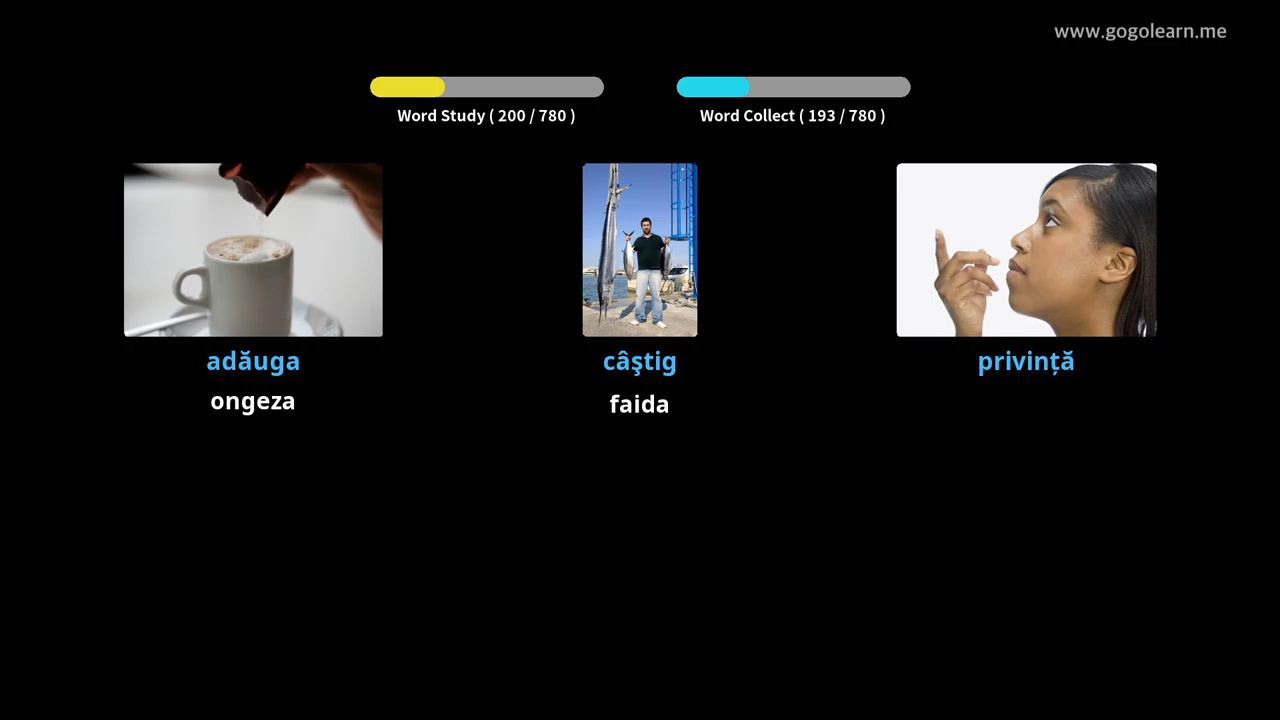 www.gogolearn.me
Word Study ( 200 / 780 )
Word Collect ( 193 / 780 )
adăuga
câştig
privință
ongeza
faida